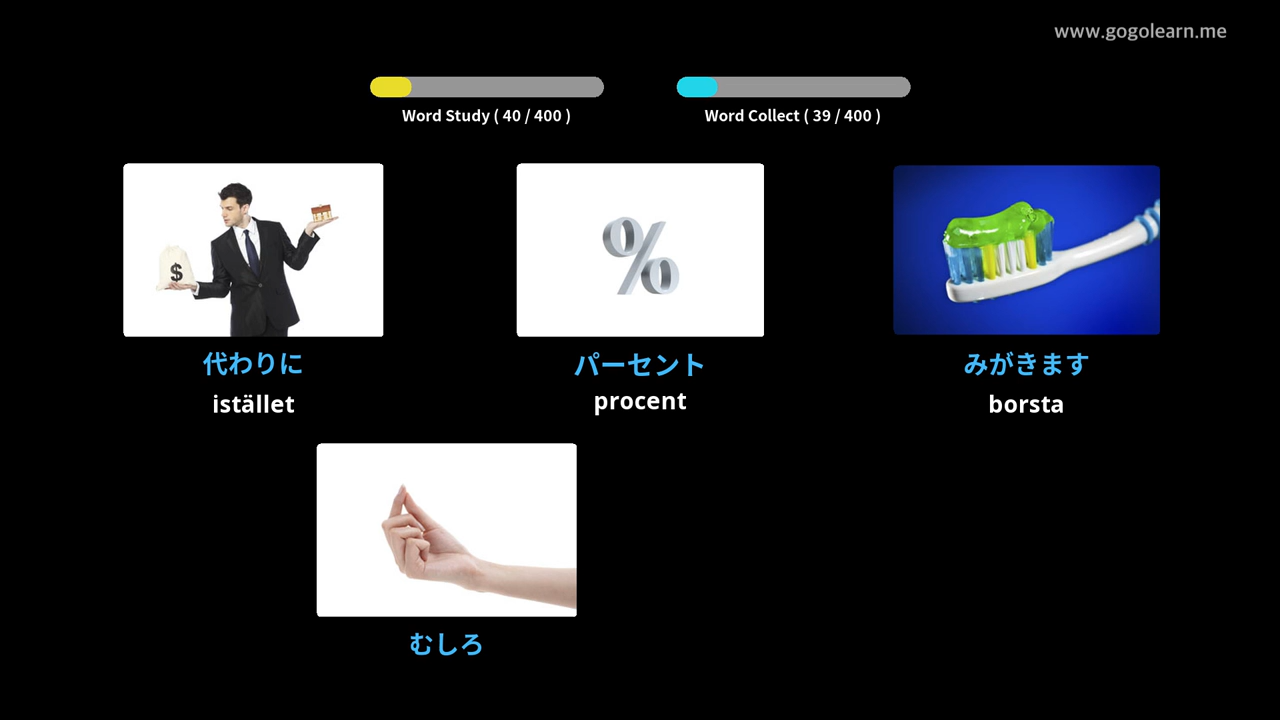 www.gogolearn.me
Word Study ( 40 / 400 )
Word Collect ( 39 / 400 )
$
%
代わりに
istället
パーセント
procent
みがきます
borsta
むしろ